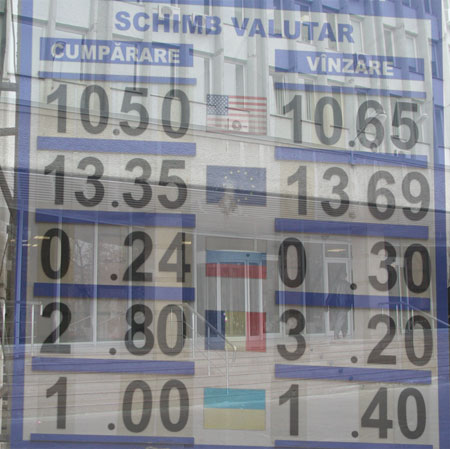 SCHIMB VALUTAR
CUMPĂRARE VÎNZARE
10.50 10.65
13.35 13.69
0.24 0.30
2.80 3.20
1.00 1.40